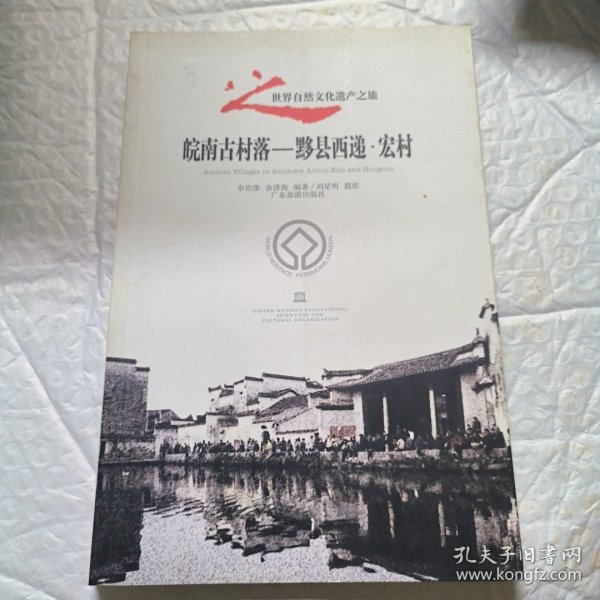 之
世界自然文化遗产之旅
皖南古村落—黟县西递·宏村
Ancient Villages in Southern Anhui-Xidi and Hongcun
余治淮 余济海 编著/刘星明 摄影
广东旅游出版社
WORLD HERITAGE PATRIMOINE MONDIAL
UNITED NATIONS EDUCATIONAL,
SCIENTIFIC AND
CULTURAL ORGANIZATION
孔夫子旧书网
www.kongfz.com